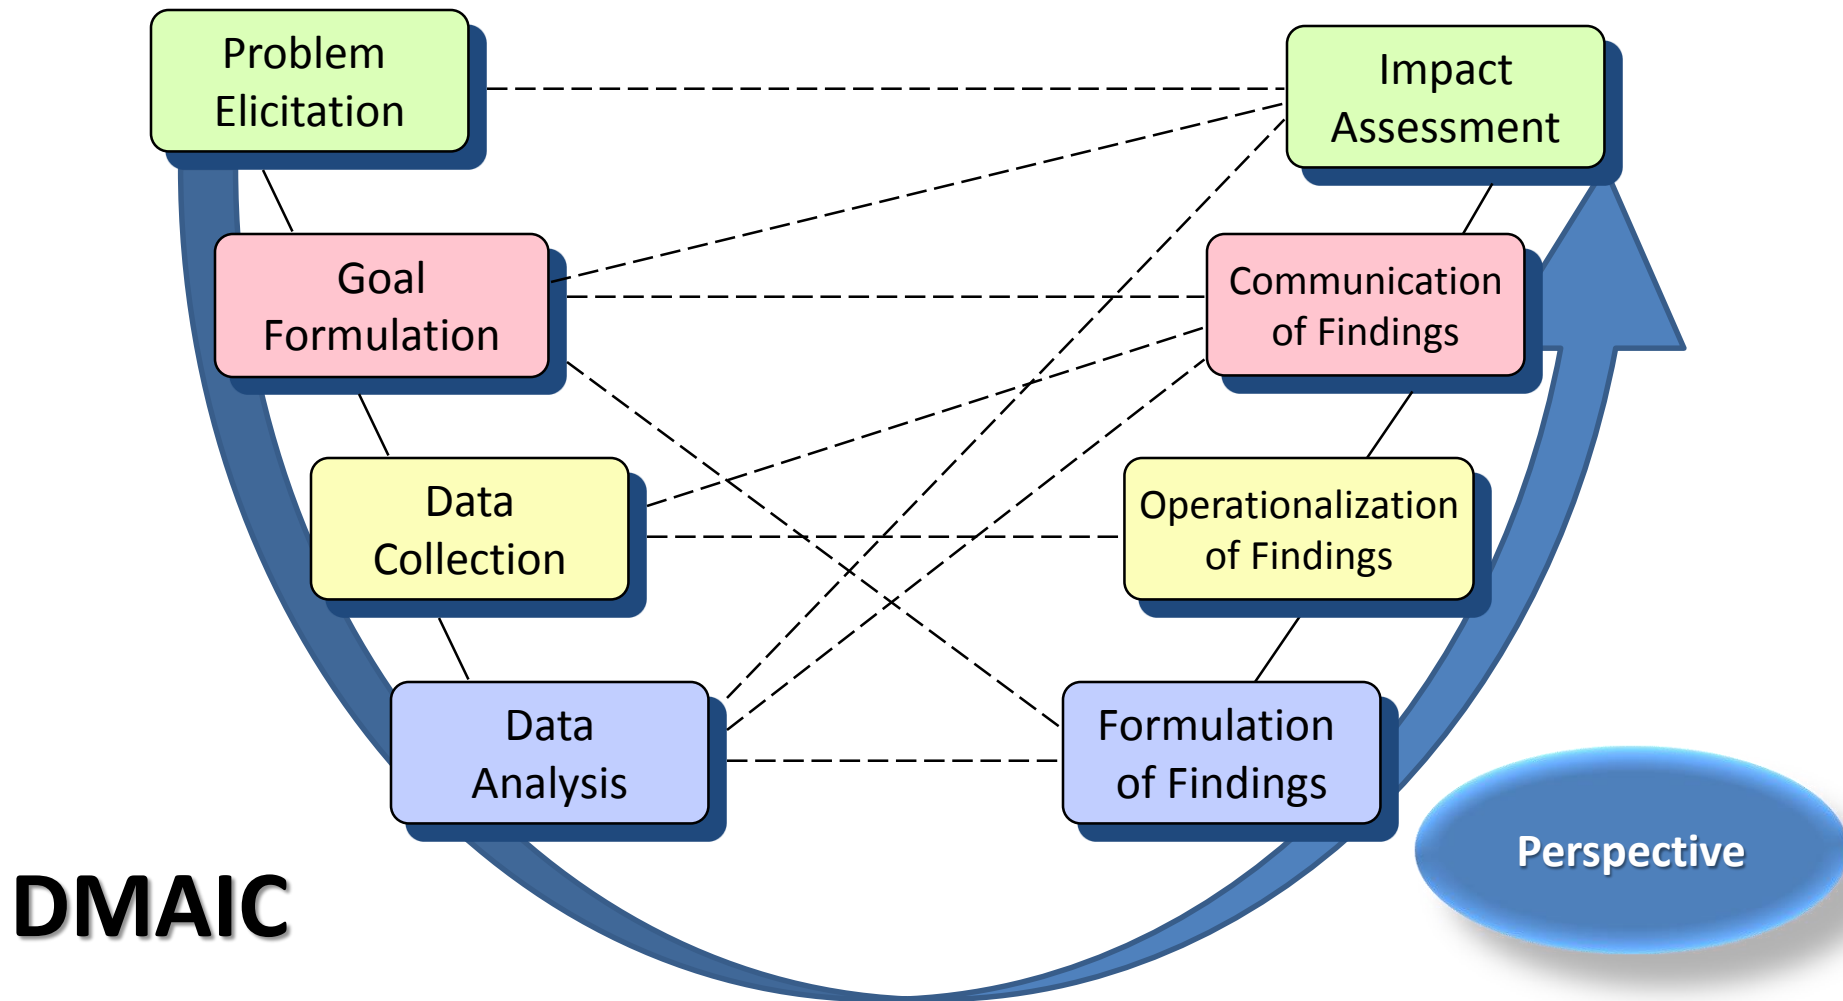 Problem
Elicitation
Impact
Assessment
Goal
Formulation
Communication
of Findings
Data
Collection
Operationalization
of Findings
Data
Analysis
Formulation
of Findings
Perspective
DMAIC